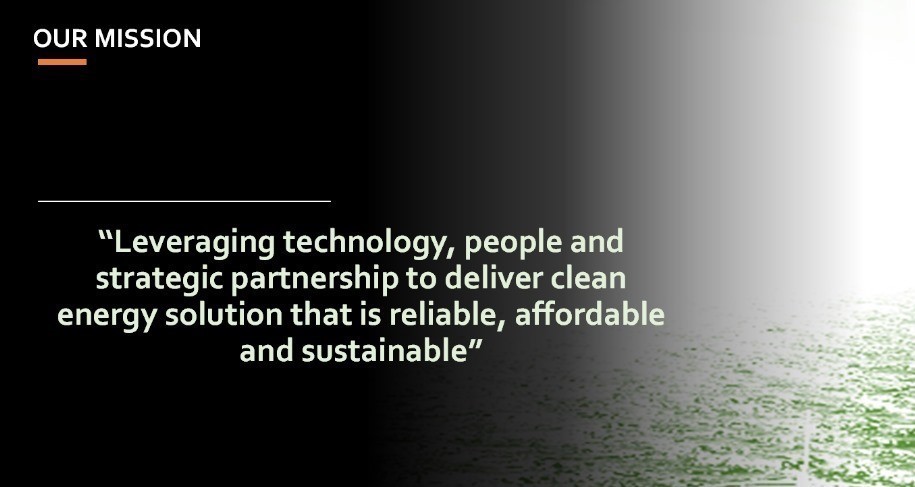 OUR MISSION
“Leveraging technology, people and
strategic partnership to deliver clean
energy solution that is reliable, affordable
and sustainable”